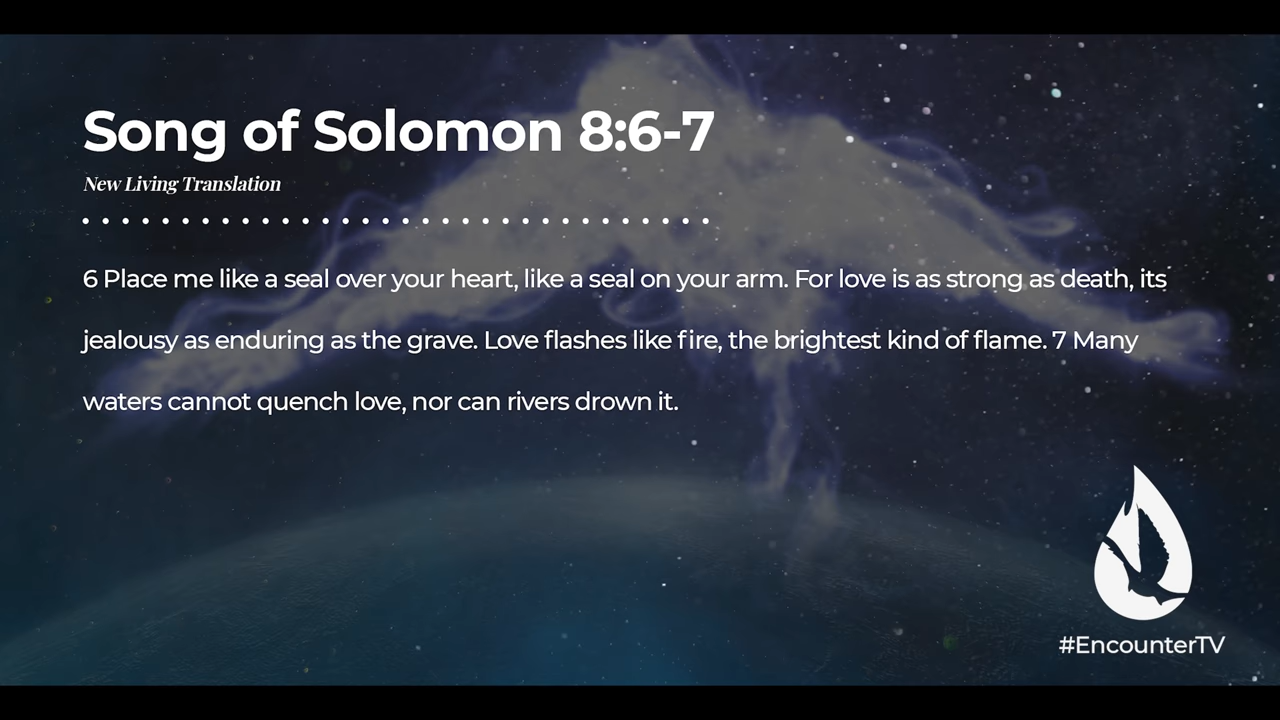 Song of Solomon 8:6-7
New Living Translation
6 Place me like a seal over your heart, like a seal on your arm. For love is as strong as death, its
jealousy as enduring as the grave. Love flashes like fire, the brightest kind of flame. 7 Many
waters cannot quench love, nor can rivers drown it.
#EncounterTV